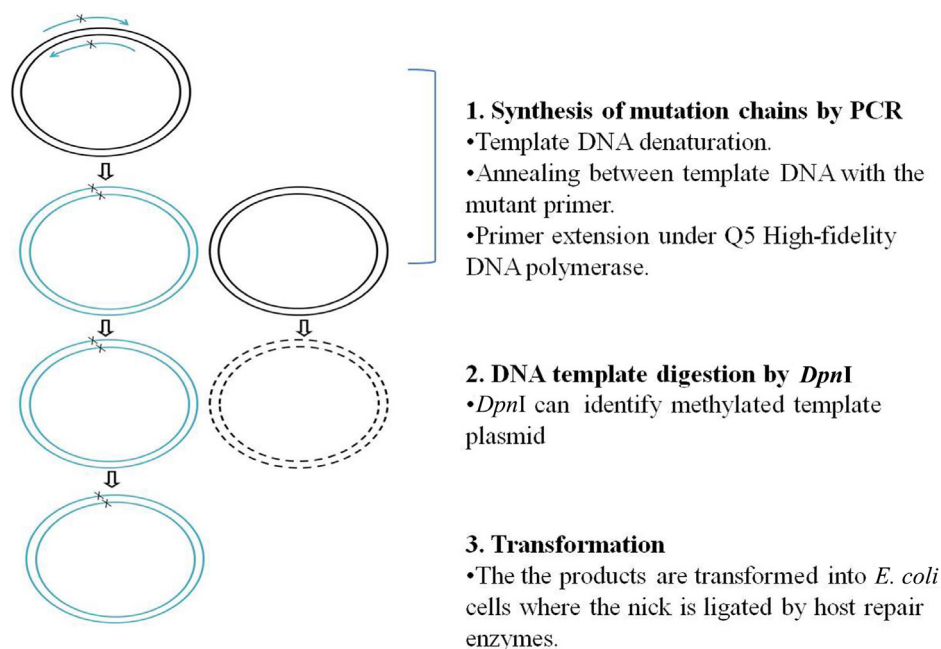 1. Synthesis of mutation chains by PCR
•Template DNA denaturation.
•Annealing between template DNA with the
mutant primer.
•Primer extension under Q5 High-fidelity
DNA polymerase.
2. DNA template digestion by DpnI
•DpnI can identify methylated template
plasmid
3. Transformation
•The the products are transformed into E. coli
cells where the nick is ligated by host repair
enzymes.